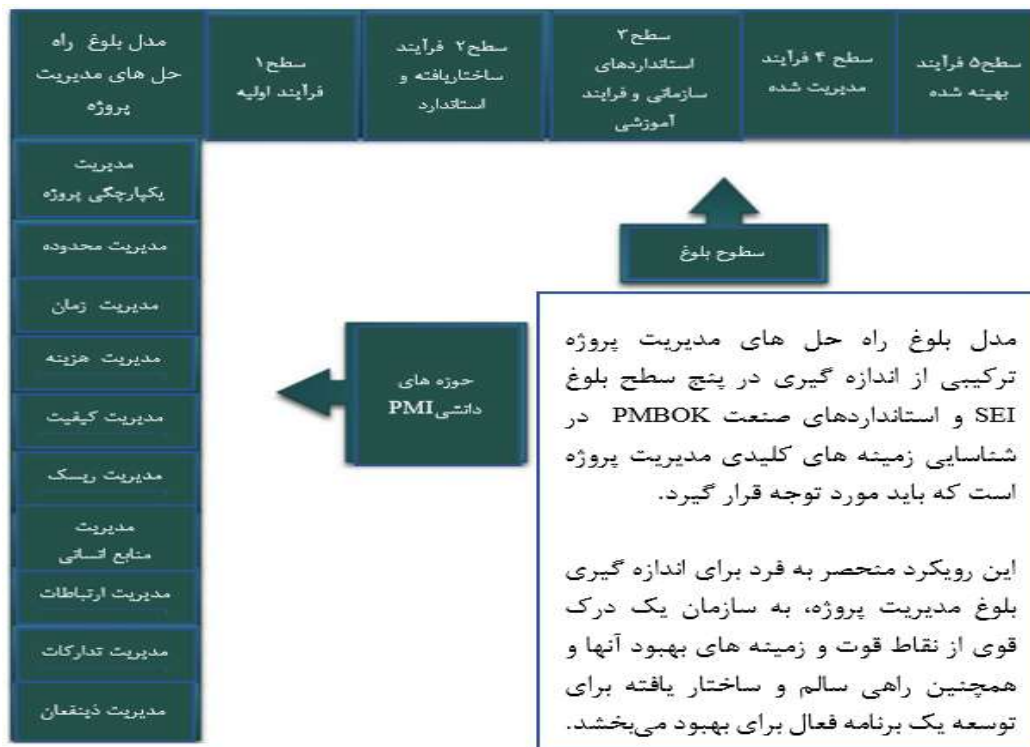 مدل بلوغ راه
حل های مدیریت
پروژه
سطح۱
فرآیند اولیه
سطح۲ فرآیند
ساختاریافته و
استاندارد
سطح۳
استانداردهای
سازمانی و فرایند
آموزشی
سطح ۴ فرآیند
مدیریت شده
سطح۵ فرآیند
بهینه شده
مدیریت
یکپارچگی پروژه
مدیریت محدوده
مدیریت زمان
مدیریت هزینه
مدیریت کیفیت
مدیریت ریسک
مدیریت
منابع انسانی
مدیریت ارتباطات
مدیریت تدارکات
مدیریت ذینفعان
سطوح بلوغ
حوزه های
دانشیPMI
مدل بلوغ راه حل های مدیریت پروژه
ترکیبی از اندازه گیری در پنج سطح بلوغ
SEI و استانداردهای صنعت PMBOK در
شناسایی زمینه های کلیدی مدیریت پروژه
است که باید مورد توجه قرار گیرد.
این رویکرد منحصر به فرد برای اندازه گیری
بلوغ مدیریت پروژه، به سازمان یک درک
قوی از نقاط قوت و زمینه های بهبود آنها و
همچنین راهی سالم و ساختار یافته برای
توسعه یک برنامه فعال برای بهبود می‌بخشد.